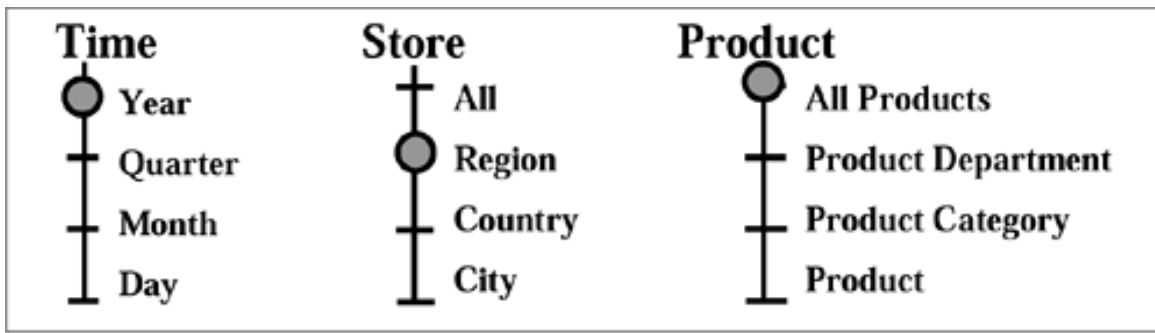 Time
Year
Quarter
Month
Day
Store
All
Region
Country
City
Product
All Products
Product Department
Product Category
Product